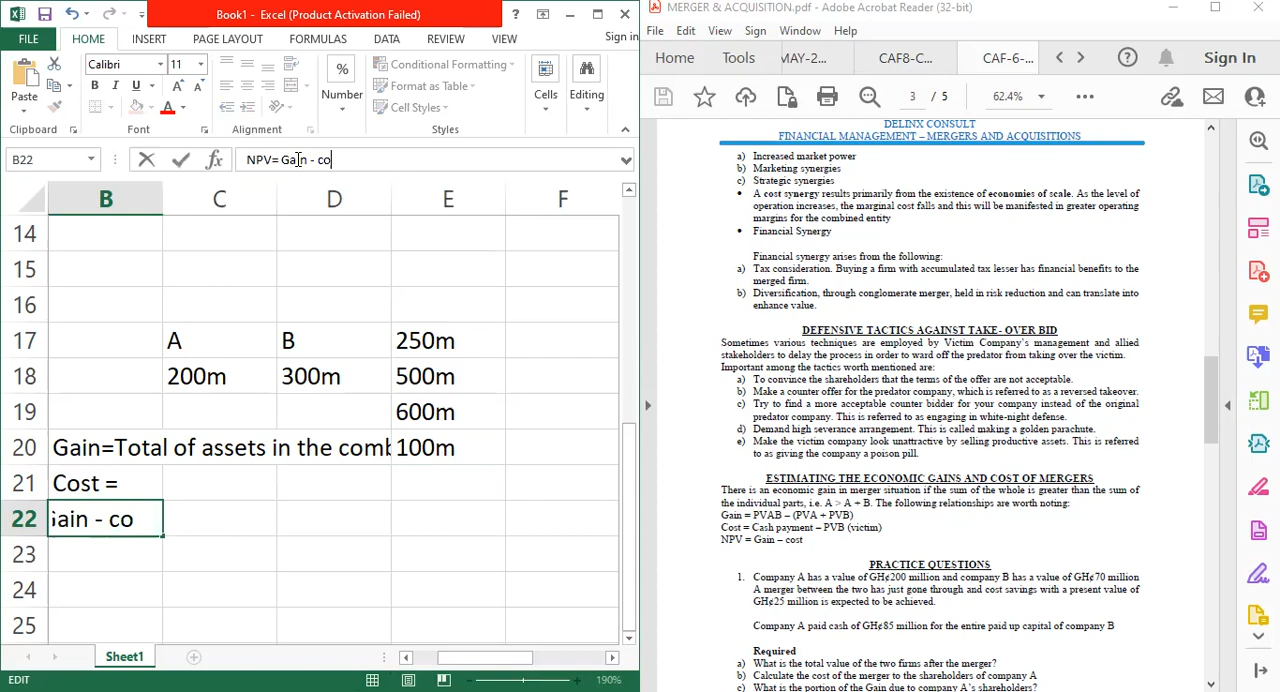 Book1 - Excel (Product Activation Failed)
?
FILE
HOME
INSERT
PAGE LAYOUT
FORMULAS
DATA
REVIEW
VIEW
Sign in
Paste
Clipboard
Calibri
11
B I U
A A
A
Font
Alignment
%
Number
Conditional Formatting
Format as Table
Cell Styles
Styles
Cells
Editing
B22
fx
NPV= Gain - co
B C D E F
14
15
16
17 A B 250m
18 200m 300m 500m
19 600m
20 Gain=Total of assets in the comb 100m
21 Cost =
22 Gain - co
23
24
25
Sheet1
EDIT
190%
MERGER & ACQUISITION.pdf - Adobe Acrobat Reader (32-bit)
File Edit View Sign Window Help
Home
Tools
MAY-2...
CAF8-C...
CAF-6-...
Sign In
3 / 5
62.4%
DELINX CONSULT
FINANCIAL MANAGEMENT – MERGERS AND ACQUISITIONS
a) Increased market power
b) Marketing synergies
c) Strategic synergies
• A cost synergy results primarily from the existence of economies of scale. As the level of
operation increases, the marginal cost falls and this will be manifested in greater operating
margins for the combined entity
• Financial Synergy
Financial synergy arises from the following:
a) Tax consideration. Buying a firm with accumulated tax lesser has financial benefits to the
merged firm.
b) Diversification, through conglomerate merger, held in risk reduction and can translate into
enhance value.
DEFENSIVE TACTICS AGAINST TAKE- OVER BID
Sometimes various techniques are employed by Victim Company's management and allied
stakeholders to delay the process in order to ward off the predator from taking over the victim.
Important among the tactics worth mentioned are:
a) To convince the shareholders that the terms of the offer are not acceptable.
b) Make a counter offer for the predator company, which is referred to as a reversed takeover.
c) Try to find a more acceptable counter bidder for your company instead of the original
predator company. This is referred to as engaging in white-night defense.
d) Demand high severance arrangement. This is called making a golden parachute.
e) Make the victim company look unattractive by selling productive assets. This is referred
to as giving the company a poison pill.
ESTIMATING THE ECONOMIC GAINS AND COST OF MERGERS
There is an economic gain in merger situation if the sum of the whole is greater than the sum of
the individual parts, i.e. A > A + B. The following relationships are worth noting:
Gain = PVAB – (PVA + PVB)
Cost = Cash payment – PVB (victim)
NPV = Gain – cost
PRACTICE QUESTIONS
1. Company A has a value of GH¢200 million and company B has a value of GH¢70 million
A merger between the two has just gone through and cost savings with a present value of
GH¢25 million is expected to be achieved.
Company A paid cash of GH¢85 million for the entire paid up capital of company B
Required
a) What is the total value of the two firms after the merger?
b) Calculate the cost of the merger to the shareholders of company A
c) What is the portion of the Gain due to company A's shareholders?